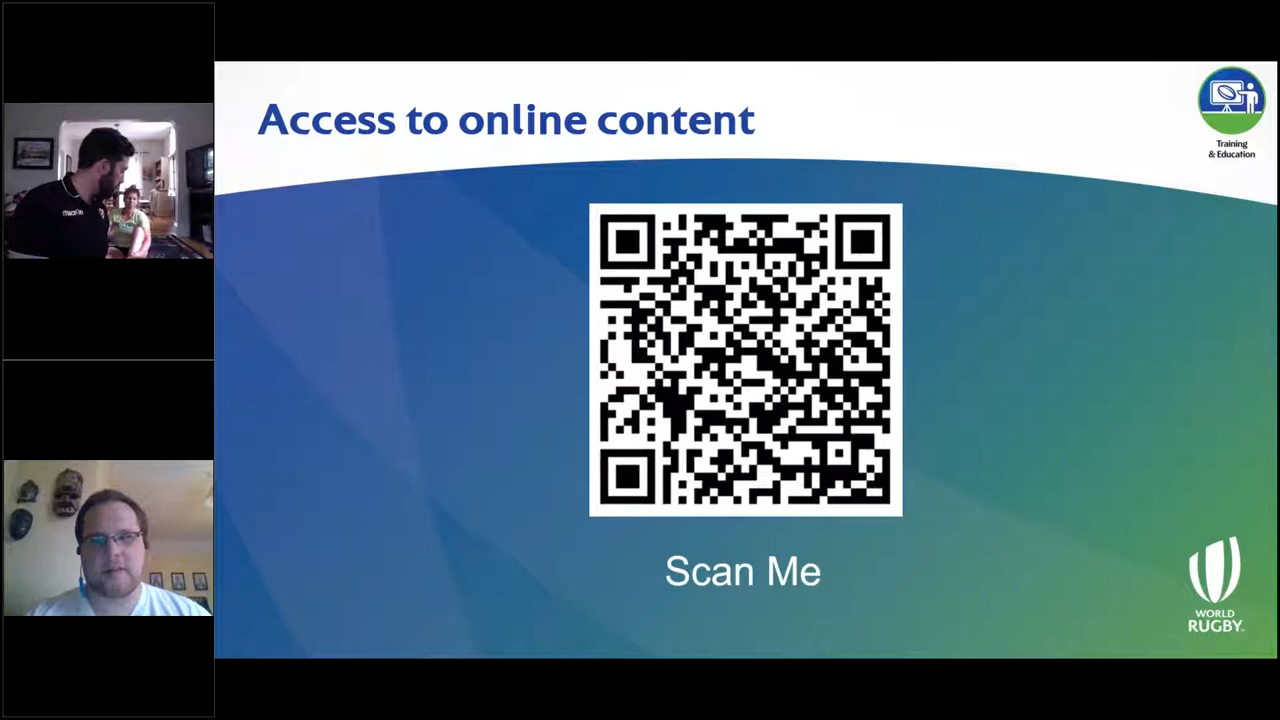 Access to online content
Training
& Education
Scan Me
WORLD
RUGBY